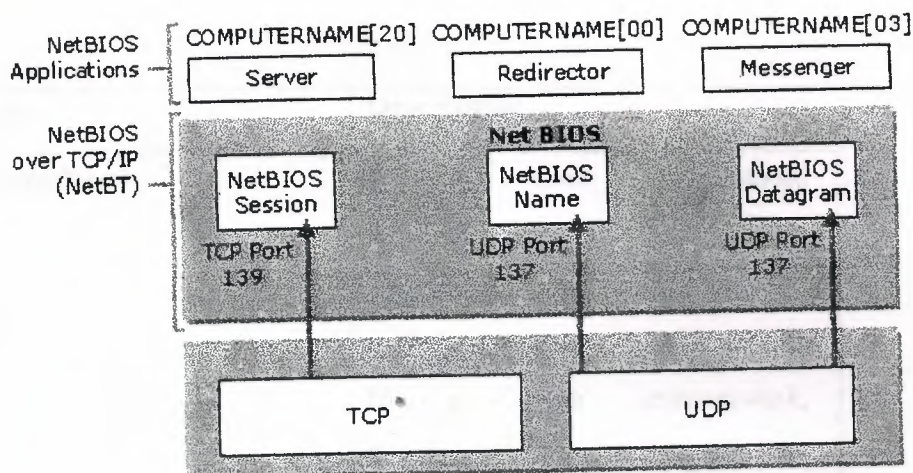 NetBIOS
Applications
COMPUTERNAME[20] COMPUTERNAME[00] COMPUTERNAME[03]
Server
Redirector
Messenger
NetBIOS
over TCP/IP
(NetBT)
Net BIOS
NetBIOS
Session
NetBIOS
Name
NetBIOS
Datagram
TCP Port
139
UDP Port
137
UDP Port
137
TCP
UDP